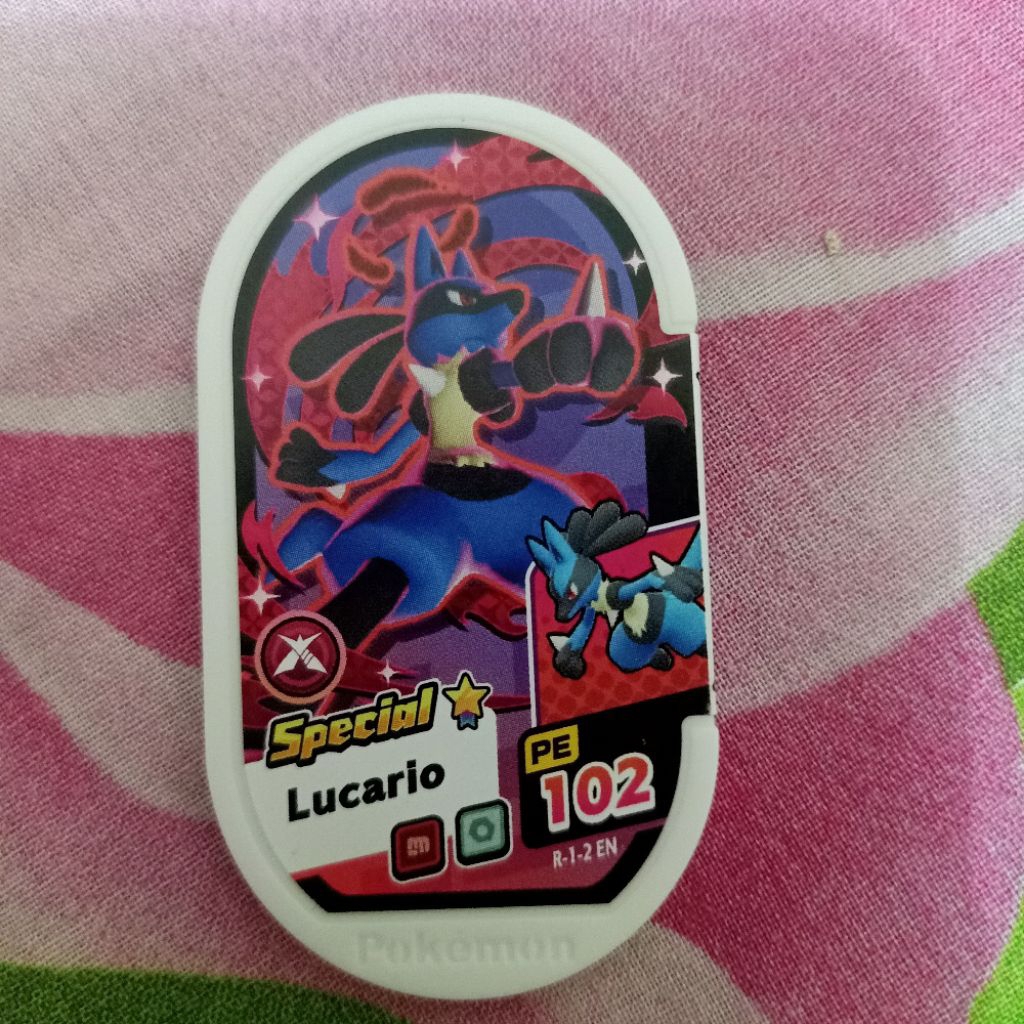 Special
Lucario
PE
102
R-1-2 EN
Pokémon